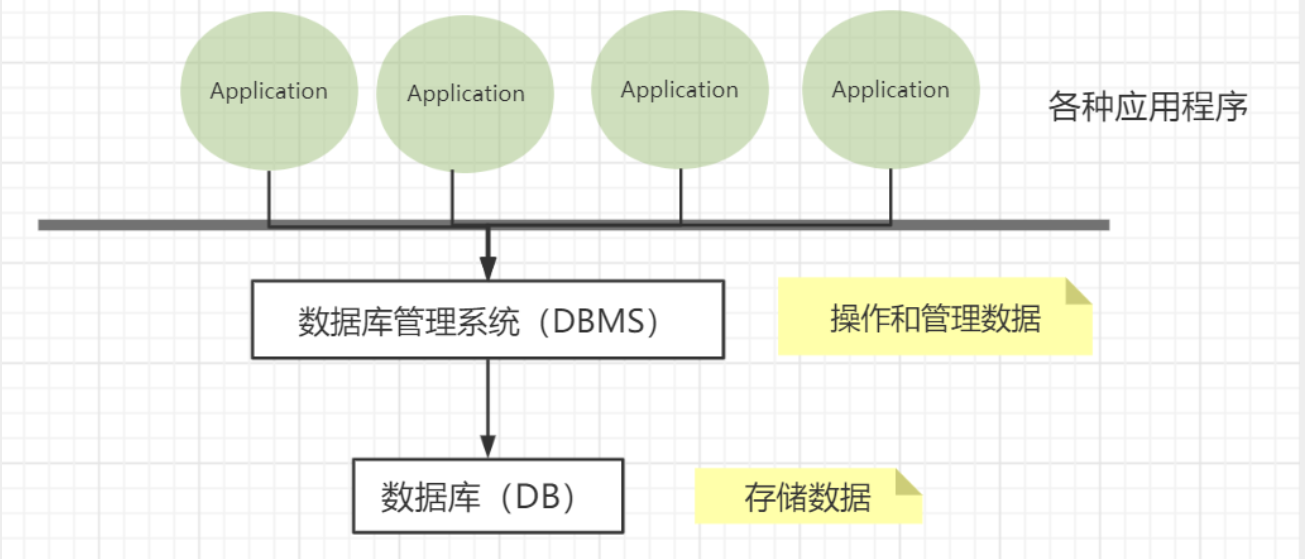 Application
Application
Application
Application
各种应用程序
数据库管理系统（DBMS）
操作和管理数据
数据库（DB）
存储数据